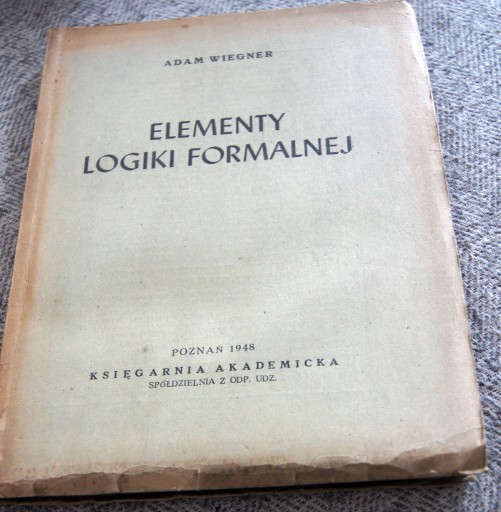 ADAM WIEGNER
ELEMENTY
LOGIKI FORMALNEJ
POZNAŃ 1948
KSIĘGARNIA AKADEMICKA
SPÓŁDZIELNIA Z ODP. UDZ.